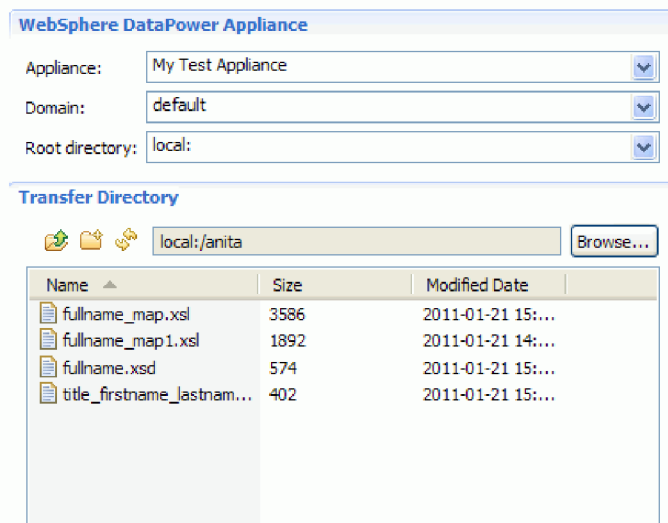 WebSphere DataPower Appliance
Appliance: My Test Appliance
Domain: default
Root directory: local:
Transfer Directory
local:/anita Browse...
Name Size Modified Date
fullname_map.xsl 3586 2011-01-21 15:...
fullname_map1.xsl 1892 2011-01-21 14:...
fullname.xsd 574 2011-01-21 15:...
title_firstname_lastnam... 402 2011-01-21 15:...